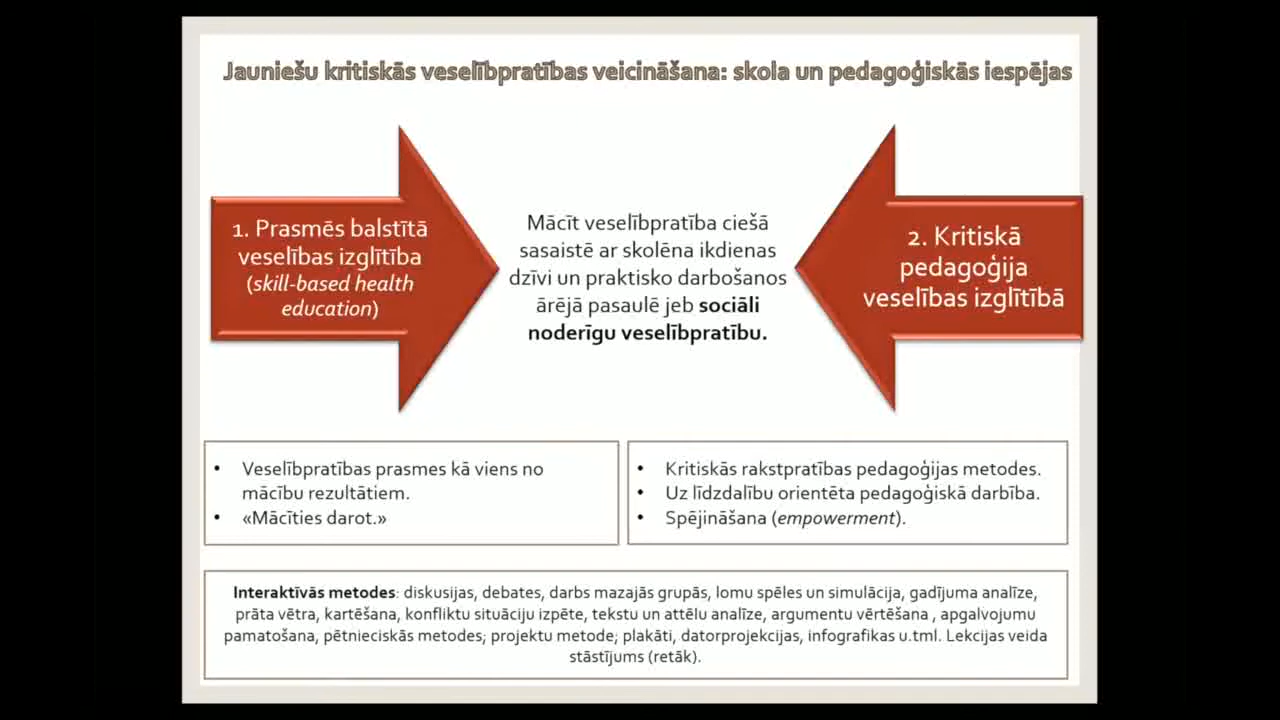 Jauniešu kritiskās veselībpratības veicināšana: skola un pedagoģiskās iespējas
1. Prasmēs balstītā
veselības izglītība
(skill-based health
education)
Mācīt veselībpratība ciešā
sasaistē ar skolēna ikdienas
dzīvi un praktisko darbošanos
ārējā pasaulē jeb sociāli
noderīgu veselībpratību.
2. Kritiskā
pedagoģija
veselības izglītībā
• Veselībpratības prasmes kā viens no
mācību rezultātiem.
• «Mācīties darot.»
• Kritiskās rakstpratības pedagoģijas metodes.
• Uz līdzdalību orientēta pedagoģiskā darbība.
• Spējināšana (empowerment).
Interaktīvās metodes: diskusijas, debates, darbs mazajās grupās, lomu spēles un simulācija, gadījuma analīze,
prāta vētra, kartēšana, konfliktu situāciju izpēte, tekstu un attēlu analīze, argumentu vērtēšana , apgalvojumu
pamatošana, pētnieciskās metodes; projektu metode; plakāti, datorprojekcijas, infografikas u.tml. Lekcijas veida
stāstījums (retāk).